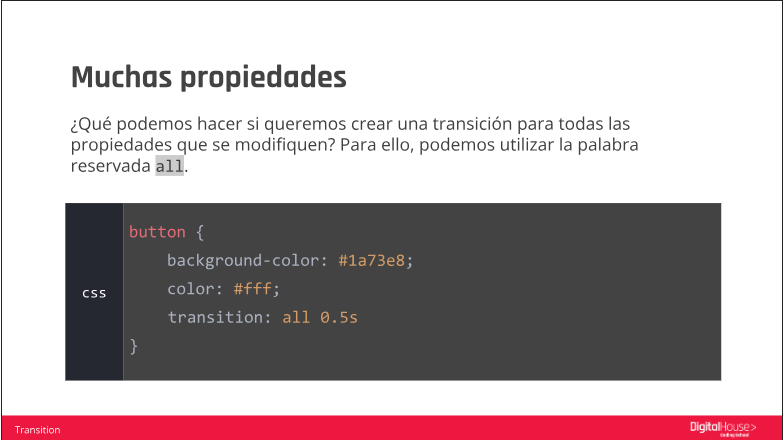 Muchas propiedades
¿Qué podemos hacer si queremos crear una transición para todas las
propiedades que se modifiquen? Para ello, podemos utilizar la palabra
reservada all.
css
button {
background-color: #1a73e8;
color: #fff;
transition: all 0.5s
}
Transition
DigitalHouse>
Coding School